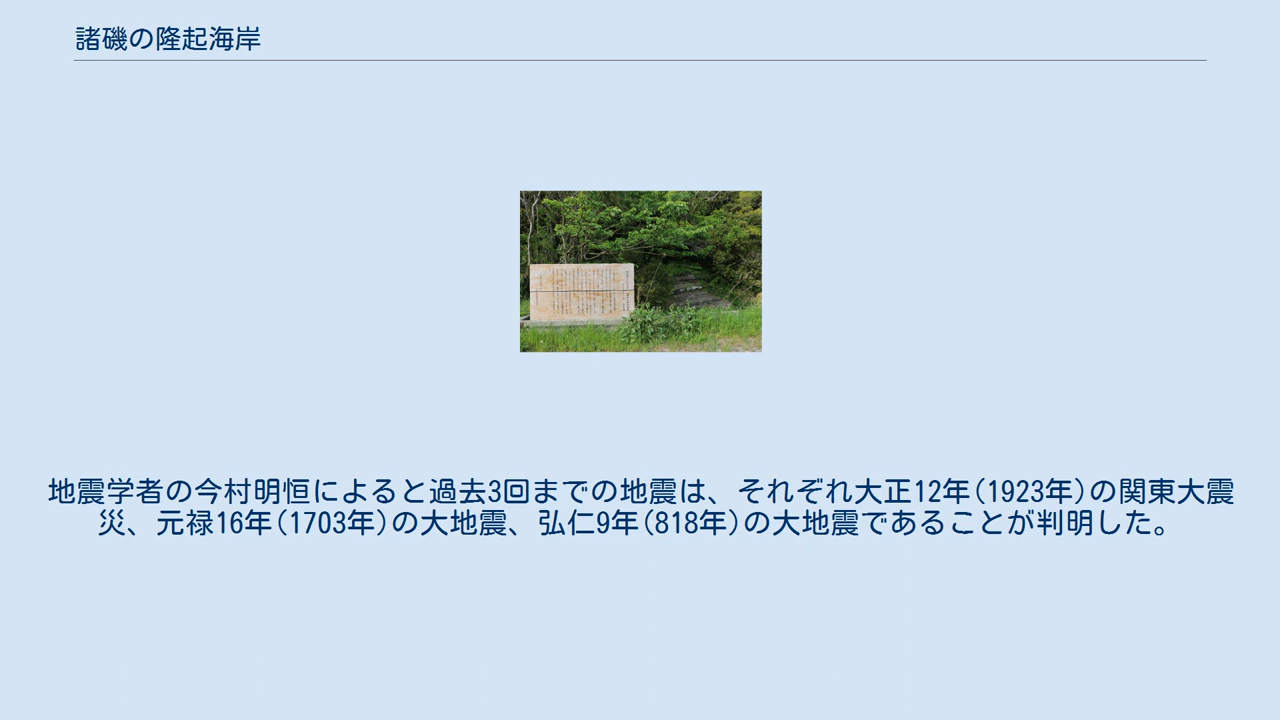 諸磯の隆起海岸
地震学者の今村明恒によると過去3回までの地震は、それぞれ大正12年(1923年)の関東大震
災、元禄16年(1703年)の大地震、弘仁9年(818年)の大地震であることが判明した。